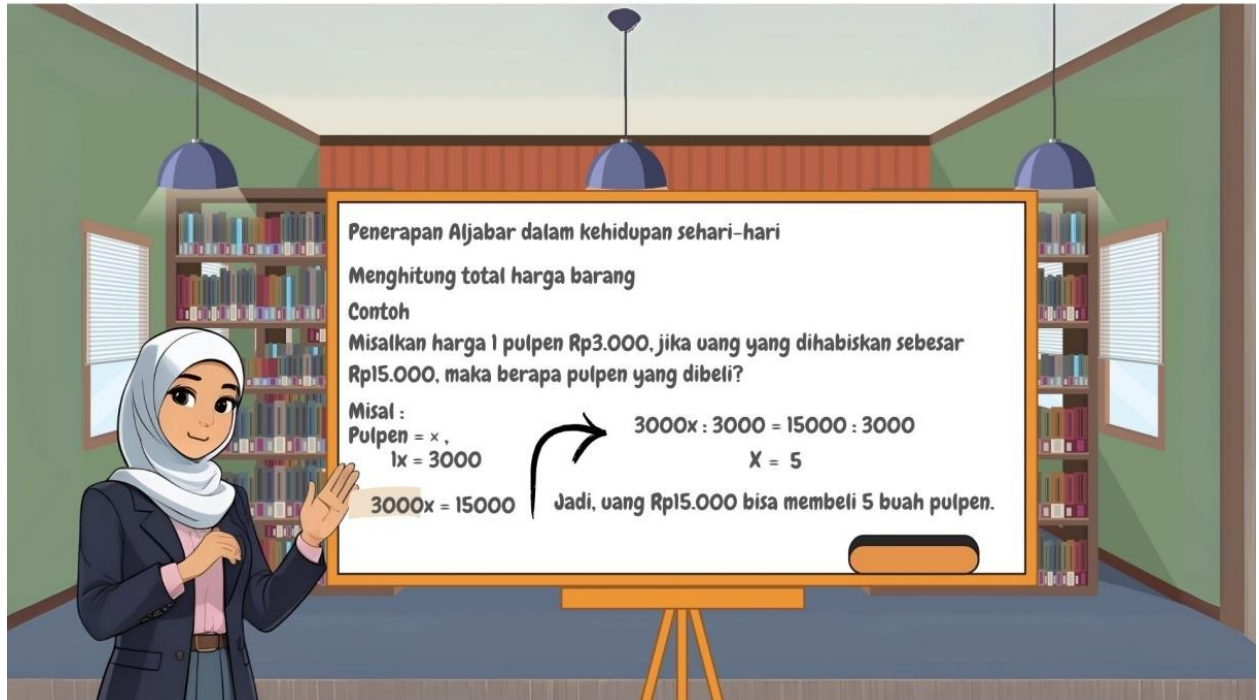 Penerapan Aljabar dalam kehidupan sehari-hari
Menghitung total harga barang
Contoh
Misalkan harga 1 pulpen Rp3.000, jika uang yang dihabiskan sebesar
Rp15.000, maka berapa pulpen yang dibeli?
Misal :
Pulpen = x ,
1x = 3000
3000x = 15000
3000x : 3000 = 15000 : 3000
X = 5
Jadi, uang Rp15.000 bisa membeli 5 buah pulpen.